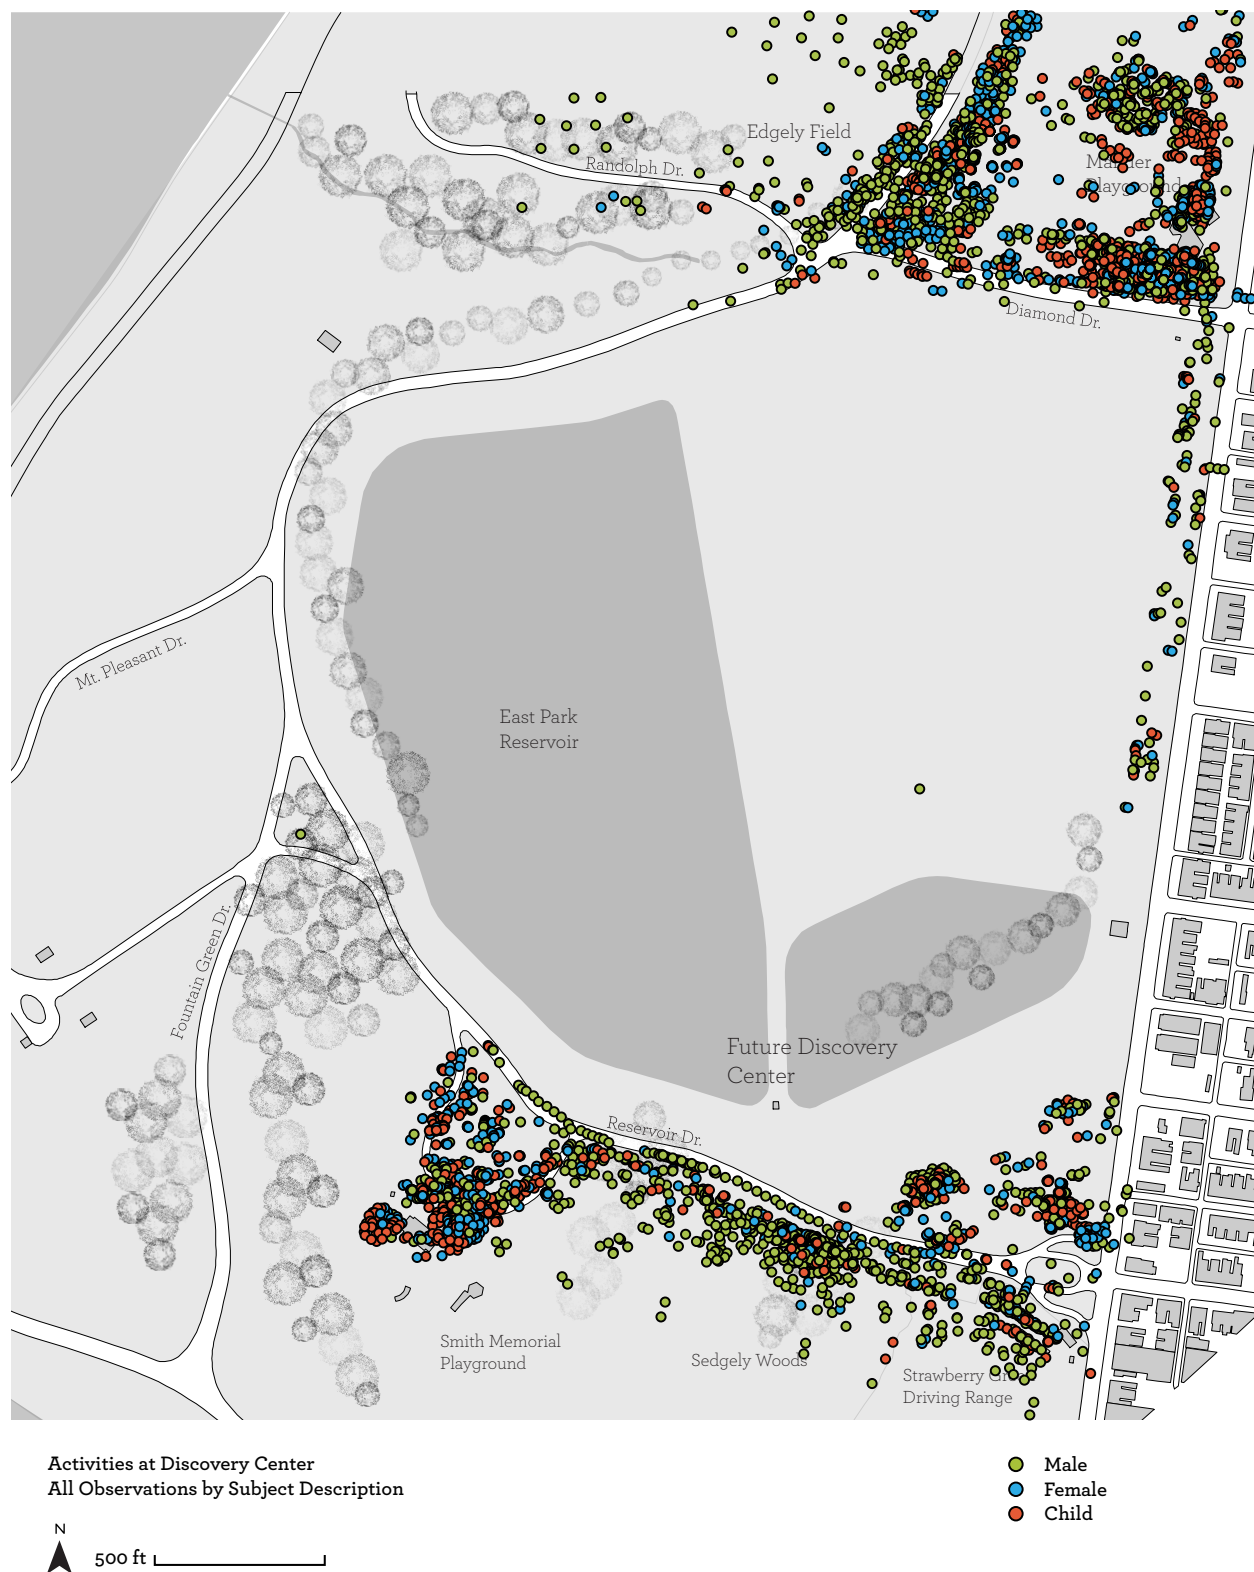 Edgely Field
Randolph Dr.
Playground
Diamond Dr.
Mt. Pleasant Dr.
East Park
Reservoir
Fountain Green Dr.
Future Discovery
Center
Reservoir Dr.
Smith Memorial
Playground
Sedgely Woods
Strawberry
Driving Range
Activities at Discovery Center
All Observations by Subject Description
Male
Female
Child
N
500 ft